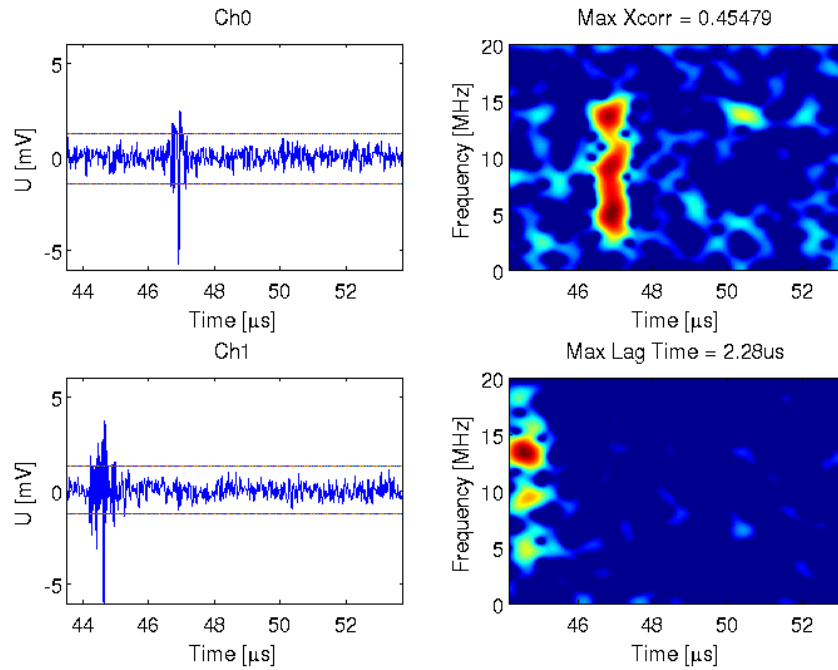 Ch0
5
0
-5
U [mV]
44 46 48 50 52
Time [μs]
Max Xcorr = 0.45479
20
15
10
5
0
Frequency [MHz]
46 48 50 52
Time [μs]
Ch1
5
0
-5
U [mV]
44 46 48 50 52
Time [μs]
Max Lag Time = 2.28us
20
15
10
5
0
Frequency [MHz]
46 48 50 52
Time [μs]